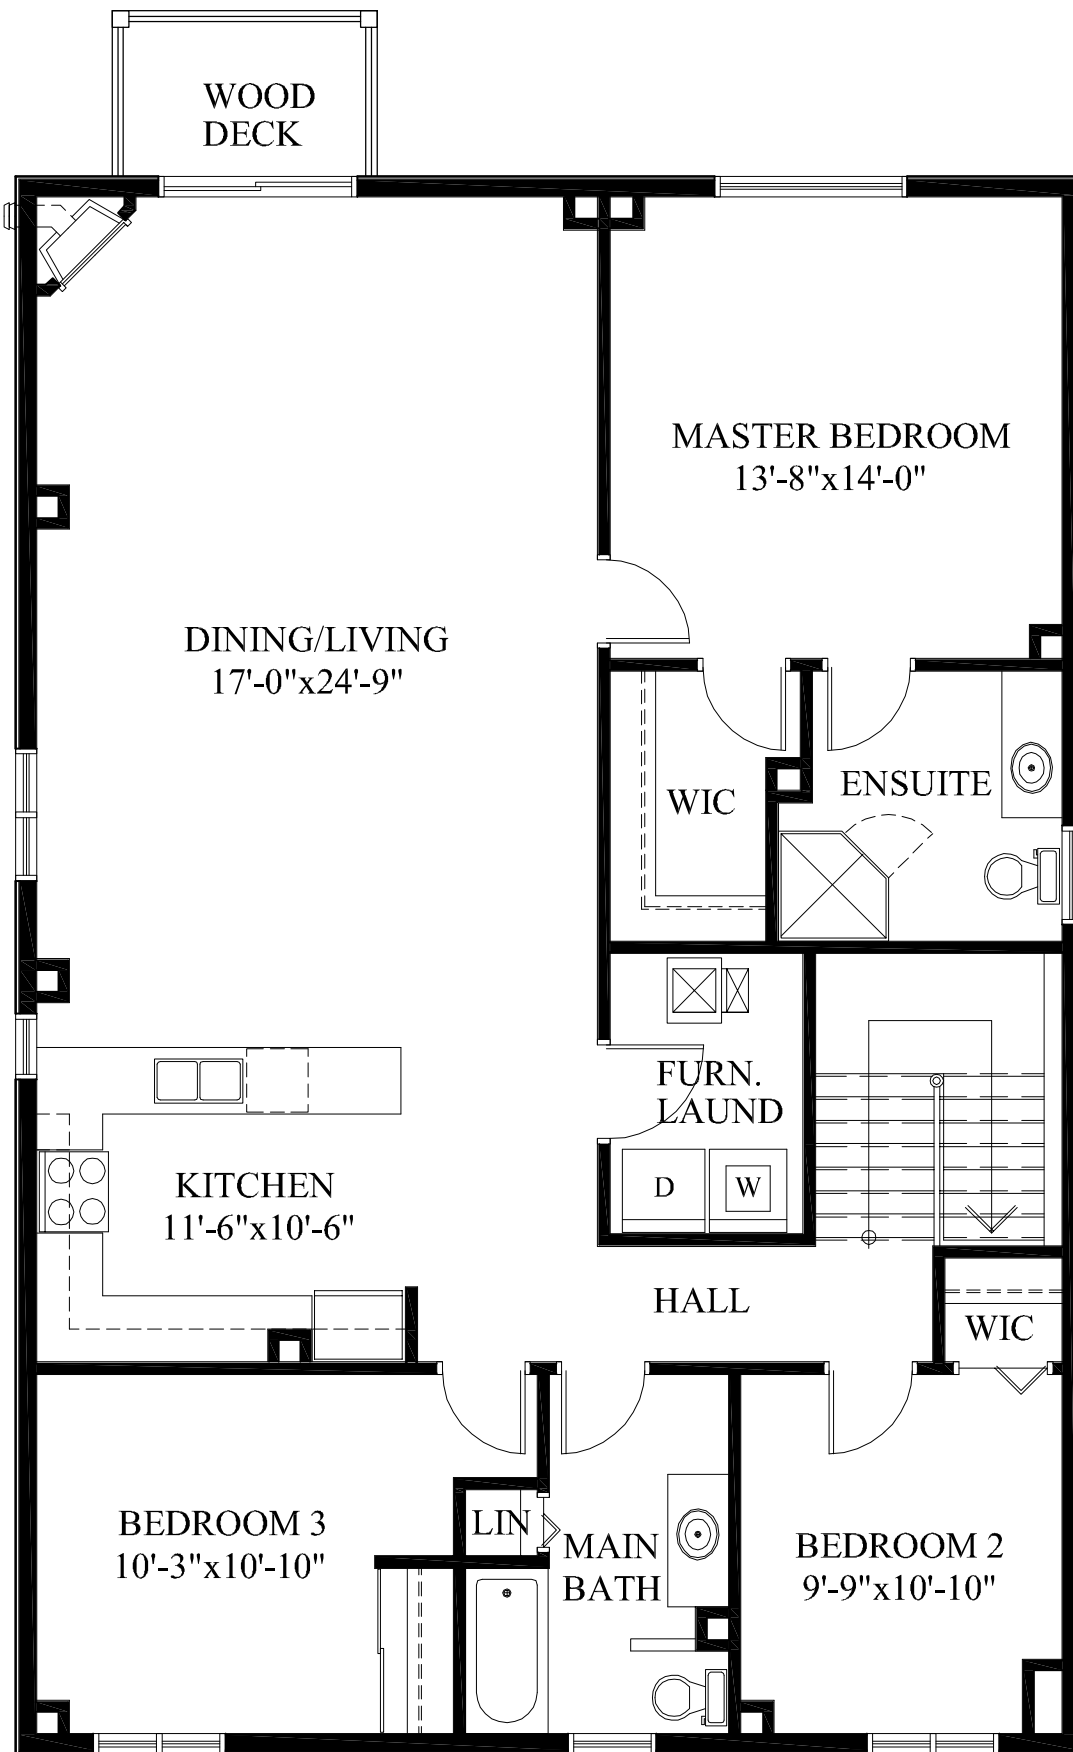 WOOD
DECK
MASTER BEDROOM
13'-8"x14'-0"
DINING/LIVING
17'-0"x24'-9"
WIC
ENSUITE
FURN.
LAUND
D
W
KITCHEN
11'-6"x10'-6"
HALL
WIC
BEDROOM 3
10'-3"x10'-10"
LIN
MAIN
BATH
BEDROOM 2
9'-9"x10'-10"